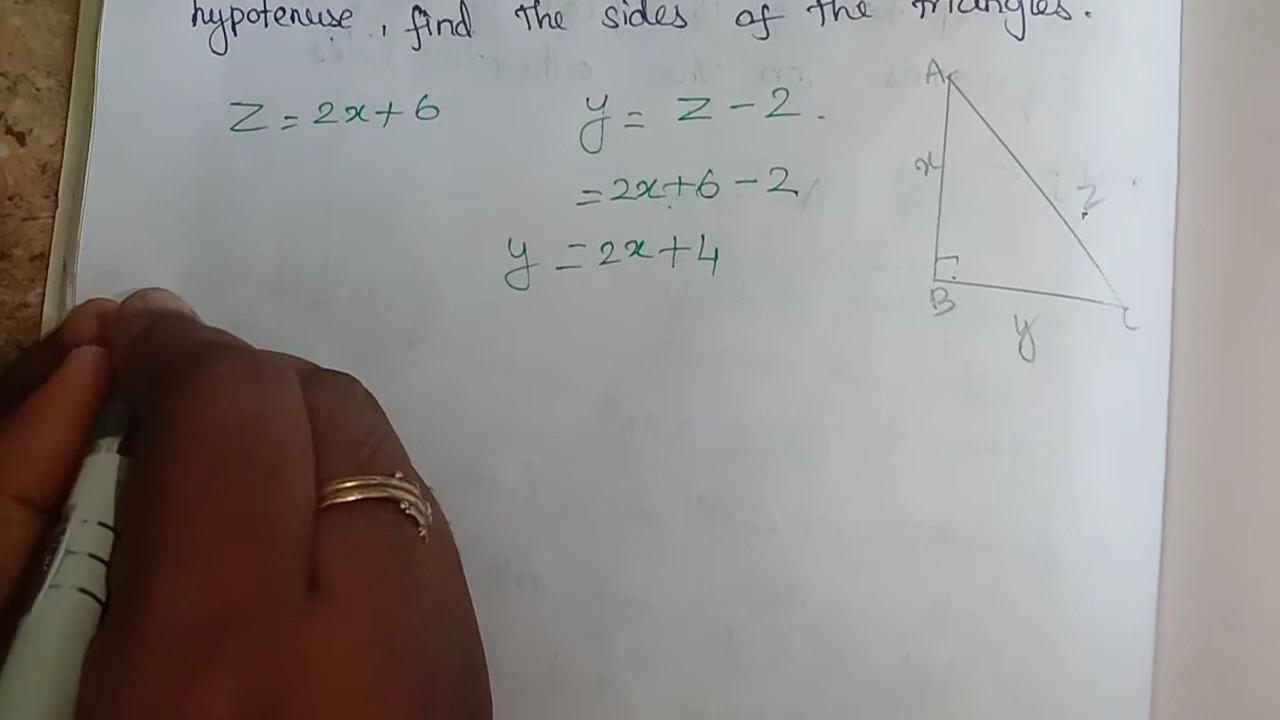 hypotenuse, find the sides of the triangles.
z = 2x + 6
y = z - 2.
= 2x + 6 - 2
y = 2x + 4
A
x
z
B
C
y